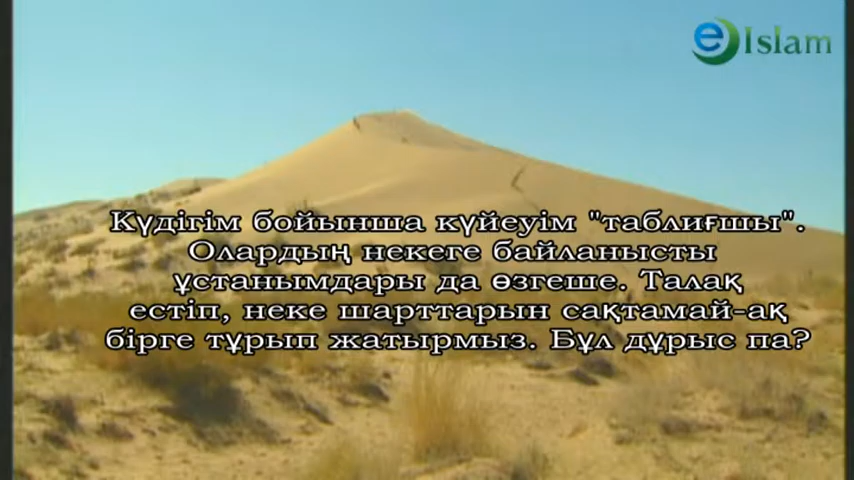 e Islam
Күдігім бойынша күйеуім "таблиғшы".
Олардың некеге байланысты
ұстанымдары да өзгеше. Талақ
естіп, неке шарттарын сақтамай-ақ
бірге тұрып жатырмыз. Бұл дұрыс па?